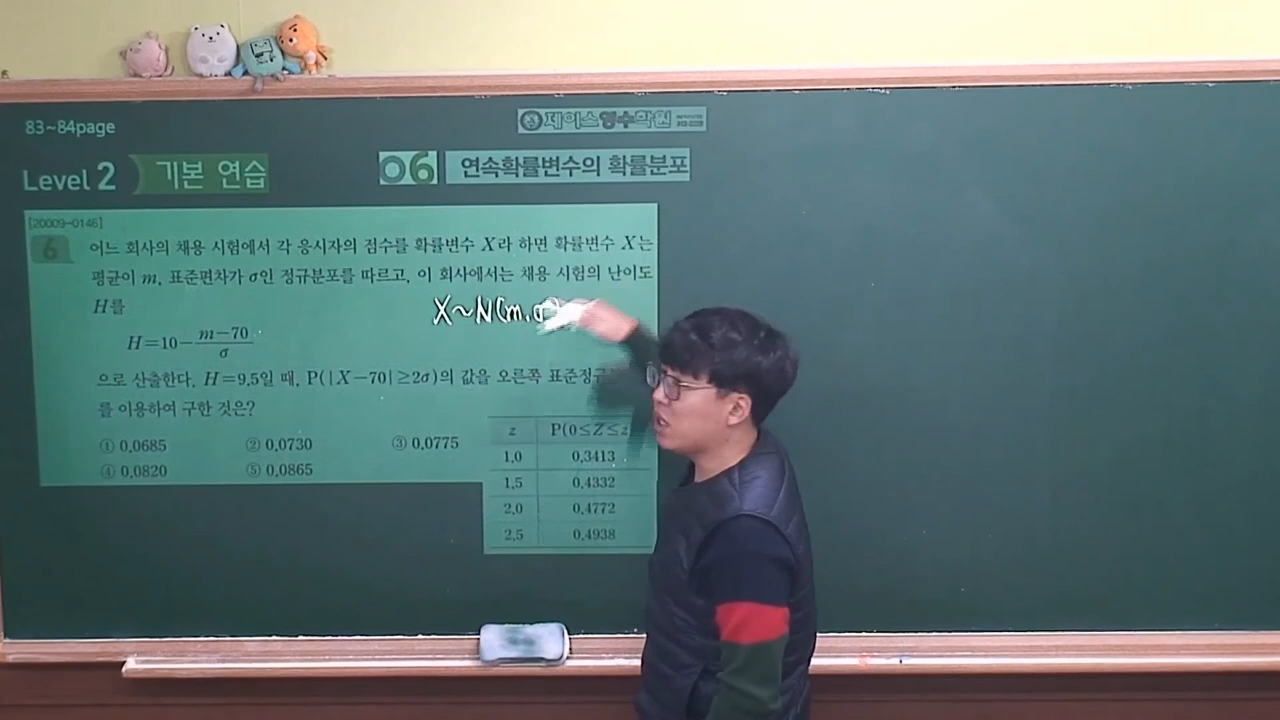 83~84page
제이스영수학원
Level 2 기본 연습
06 연속확률변수의 확률분포
[20009-0146]
6 어느 회사의 채용 시험에서 각 응시자의 점수를 확률변수 X라 하면 확률변수 X는
평균이 m, 표준편차가 σ인 정규분포를 따르고, 이 회사에서는 채용 시험의 난이도
H를
X~N(m,σ
H=10-\frac{m-70}{σ}
으로 산출한다. H=9.5일 때, P(|X-70|≥2σ)의 값을 오른쪽
를 이용하여 구한 것은?
① 0.0685 ② 0.0730 ③ 0.0775
④ 0.0820 ⑤ 0.0865
z P(0≤Z≤z
1.0 0.3413
1.5 0.4332
2.0 0.4772
2.5 0.4938